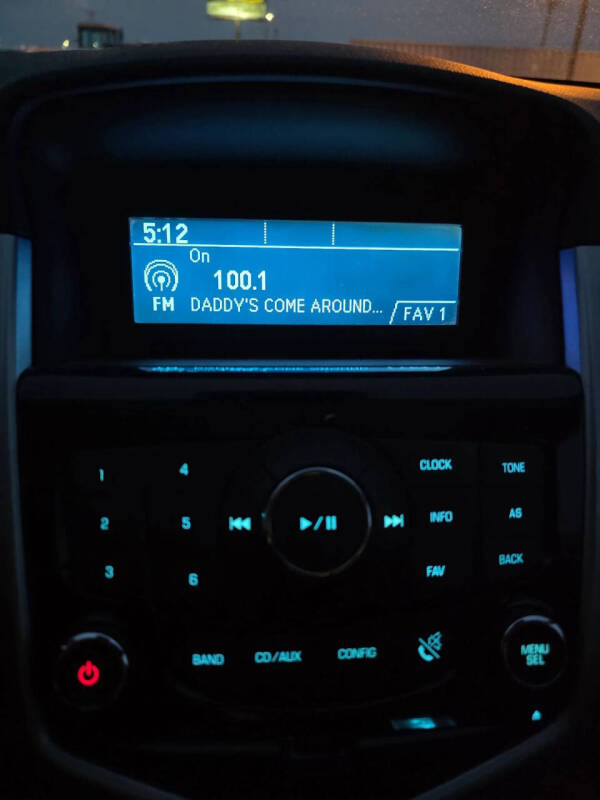 5:12
On
100.1
FM DADDY'S COME AROUND... FAV 1
1 4 CLOCK TONE
2 5 INFO AS
3 6 FAV BACK
BAND CD/AUX CONFIG MENU
SEL